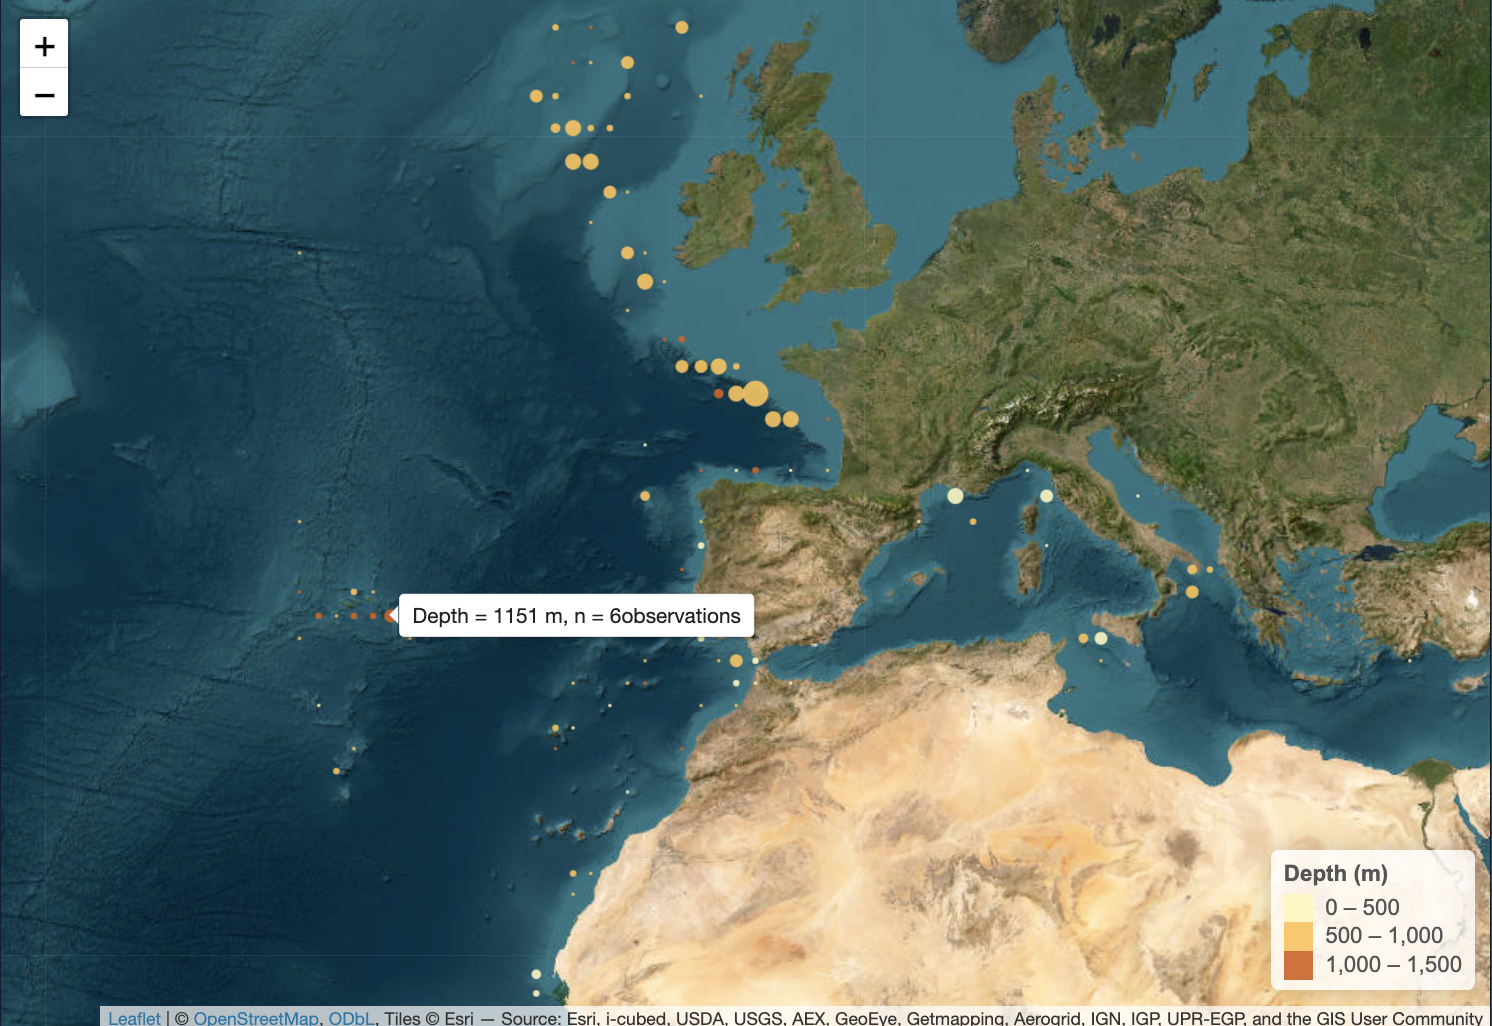 +
−
Depth = 1151 m, n = 6observations
Depth (m)
0 – 500
500 – 1,000
1,000 – 1,500
Leaflet | © OpenStreetMap, ODbL, Tiles © Esri — Source: Esri, i-cubed, USDA, USGS, AEX, GeoEye, Getmapping, Aerogrid, IGN, IGP, UPR-EGP, and the GIS User Community